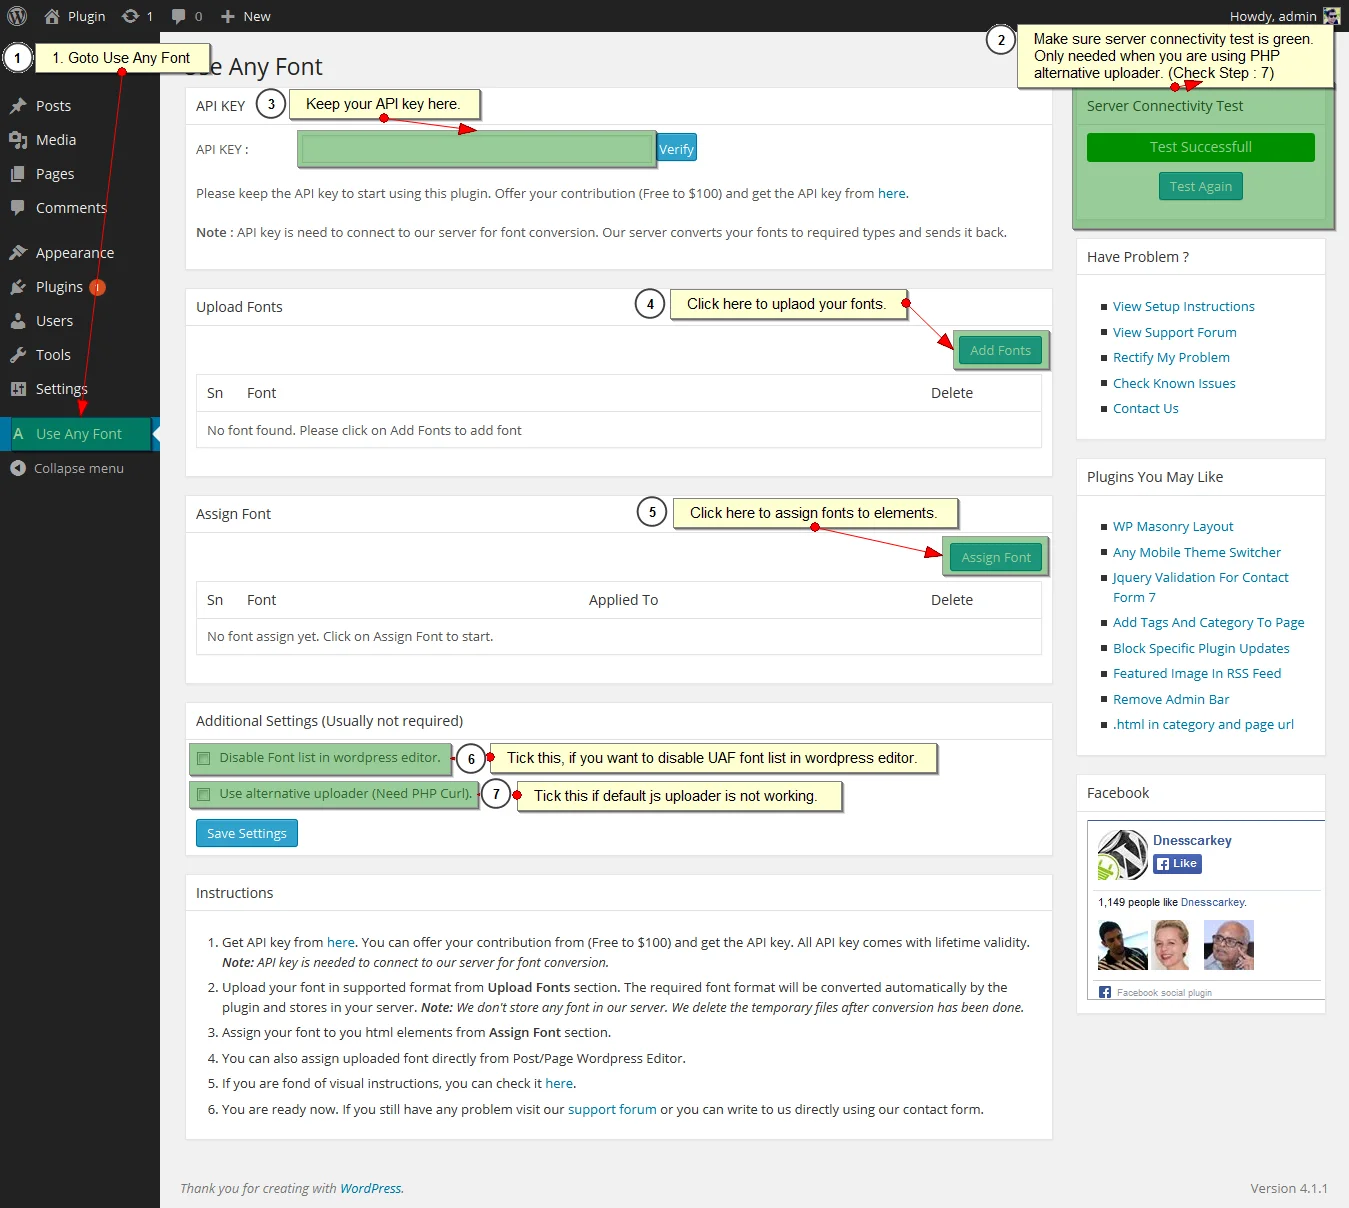 Plugin 1 0 New
Howdy, admin
1 1. Goto Use Any Font
2 Make sure server connectivity test is green.
Only needed when you are using PHP
alternative uploader. (Check Step : 7)
Posts
Media
Pages
Comments
Appearance
Plugins 1
Users
Tools
Settings
A Use Any Font
Collapse menu
Use Any Font
API KEY 3 Keep your API key here.
API KEY : Verify
Please keep the API key to start using this plugin. Offer your contribution (Free to $100) and get the API key from here.
Note : API key is need to connect to our server for font conversion. Our server converts your fonts to required types and sends it back.
Upload Fonts
4 Click here to uplaod your fonts.
Add Fonts
Sn Font Delete
No font found. Please click on Add Fonts to add font
Assign Font
5 Click here to assign fonts to elements.
Assign Font
Sn Font Applied To Delete
No font assign yet. Click on Assign Font to start.
Additional Settings (Usually not required)
Disable Font list in wordpress editor. 6 Tick this, if you want to disable UAF font list in wordpress editor.
Use alternative uploader (Need PHP Curl). 7 Tick this if default js uploader is not working.
Save Settings
Instructions
1. Get API key from here. You can offer your contribution from (Free to $100) and get the API key. All API key comes with lifetime validity.
Note: API key is needed to connect to our server for font conversion.
2. Upload your font in supported format from Upload Fonts section. The required font format will be converted automatically by the
plugin and stores in your server. Note: We don't store any font in our server. We delete the temporary files after conversion has been done.
3. Assign your font to you html elements from Assign Font section.
4. You can also assign uploaded font directly from Post/Page Wordpress Editor.
5. If you are fond of visual instructions, you can check it here.
6. You are ready now. If you still have any problem visit our support forum or you can write to us directly using our contact form.
Server Connectivity Test
Test Successfull
Test Again
Have Problem ?
View Setup Instructions
View Support Forum
Rectify My Problem
Check Known Issues
Contact Us
Plugins You May Like
WP Masonry Layout
Any Mobile Theme Switcher
Jquery Validation For Contact
Form 7
Add Tags And Category To Page
Block Specific Plugin Updates
Featured Image In RSS Feed
Remove Admin Bar
.html in category and page url
Facebook
Dnesscarkey
Like
1,149 people like Dnesscarkey.
Facebook social plugin
Thank you for creating with WordPress.
Version 4.1.1